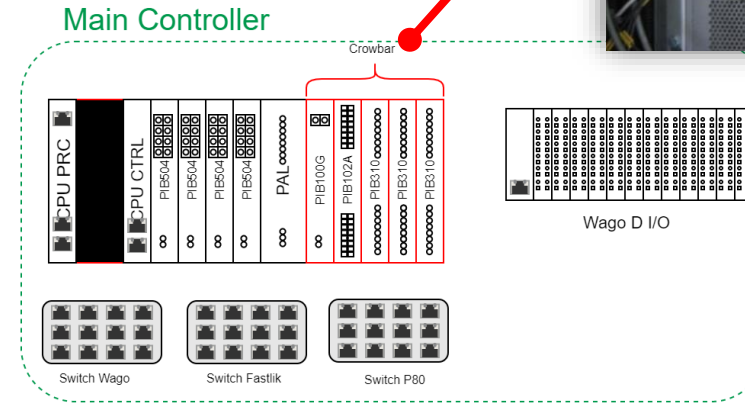 Main Controller
Crowbar
CPU PRC
CPU CTRL
PIB504
PIB504
PIB504
PIB504
PAL
PIB100G
PIB102A
PIB310
PIB310
PIB310
Wago D I/O
Switch Wago
Switch Fastlik
Switch P80